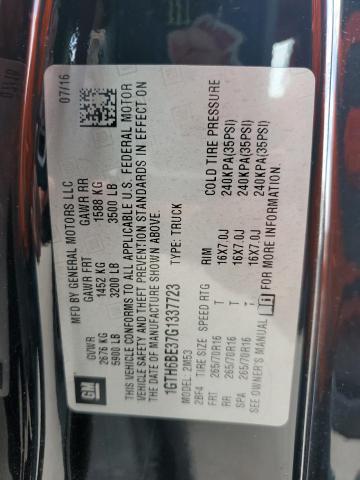 MFD BY GENERAL MOTORS LLC 07/16
GVWR GAWR FRT GAWR RR
2676 KG 1452 KG 1588 KG
5900 LB 3200 LB 3500 LB
THIS VEHICLE CONFORMS TO ALL APPLICABLE U.S. FEDERAL MOTOR
VEHICLE SAFETY AND THEFT PREVENTION STANDARDS IN EFFECT ON
THE DATE OF MANUFACTURE SHOWN ABOVE.
1GTH6BE37G1337723 TYPE: TRUCK
MODEL: 2M53
2BF4 TIRE SIZE SPEED RTG RIM COLD TIRE PRESSURE
FRT 265/70R16 T 16X7.0J 240KPA(35PSI)
RR 265/70R16 T 16X7.0J 240KPA(35PSI)
SPA 265/70R16 T 16X7.0J 240KPA(35PSI)
SEE OWNER'S MANUAL
GM